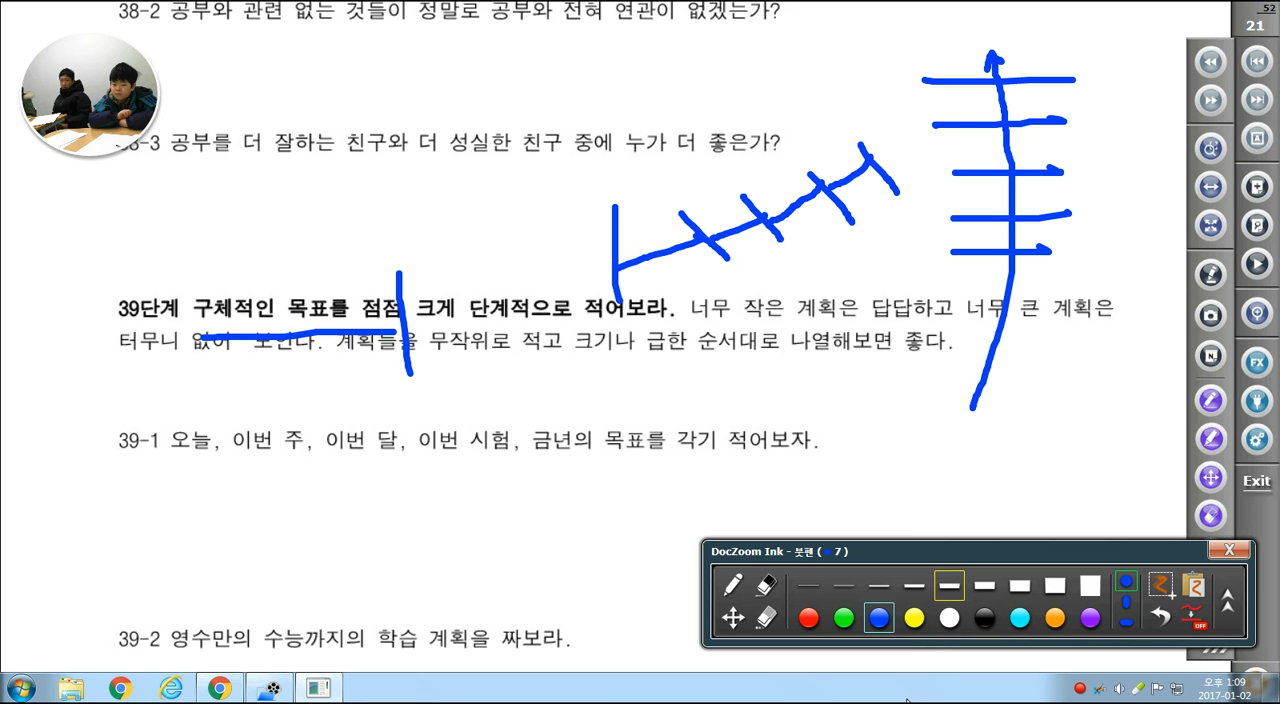 38-2 공부와 관련 없는 것들이 정말로 공부와 전혀 연관이 없겠는가?
52
21
38-3 공부를 더 잘하는 친구와 더 성실한 친구 중에 누가 더 좋은가?
39단계 구체적인 목표를 점점 크게 단계적으로 적어보라. 너무 작은 계획은 답답하고 너무 큰 계획은
터무니 없어 보인다. 계획들을 무작위로 적고 크기나 급한 순서대로 나열해보면 좋다.
39-1 오늘, 이번 주, 이번 달, 이번 시험, 금년의 목표를 각기 적어보자.
FX
Exit
DocZoom Ink - 붓펜 ( 7 )
OFF
39-2 영수만의 수능까지의 학습 계획을 짜보라.
오후 1:09
2017-01-02